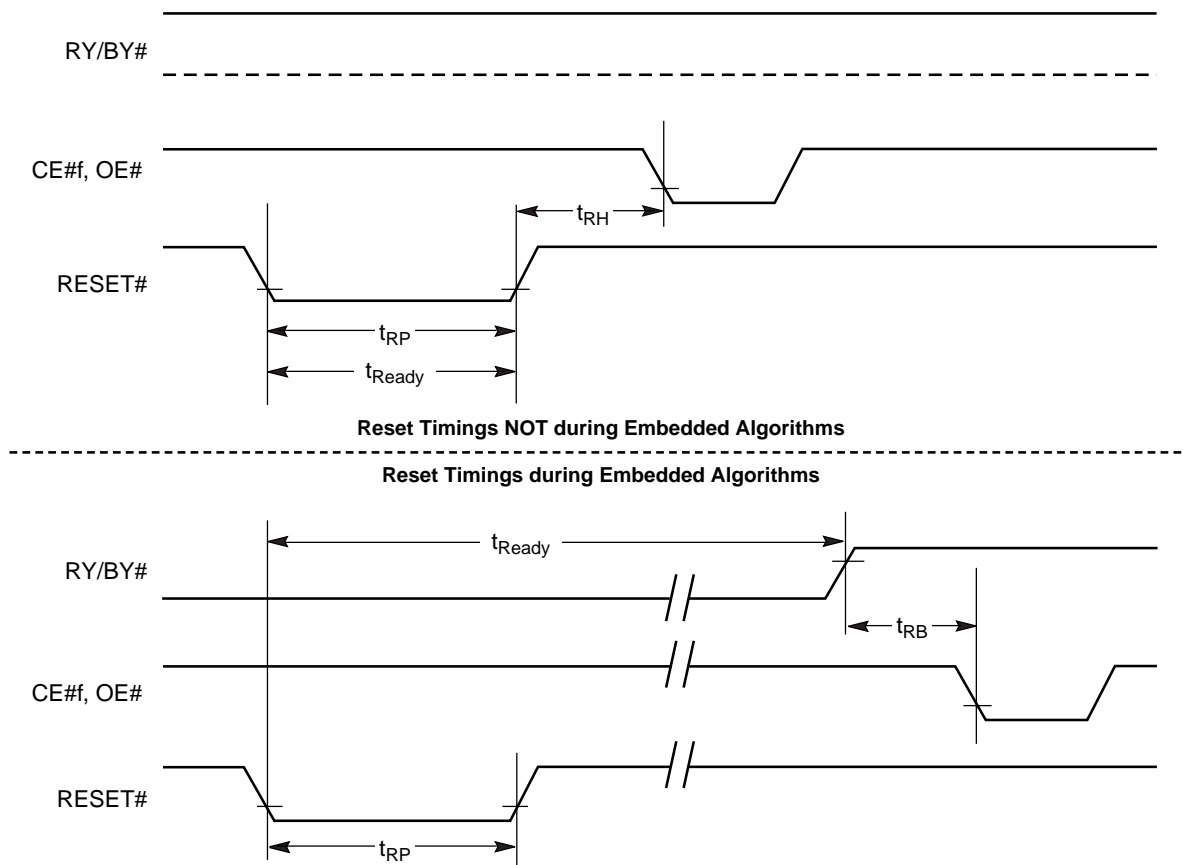 RY/BY#
CE#f, OE#
tRH
RESET#
tRP
tReady
Reset Timings NOT during Embedded Algorithms
Reset Timings during Embedded Algorithms
tReady
RY/BY#
tRB
CE#f, OE#
RESET#
tRP